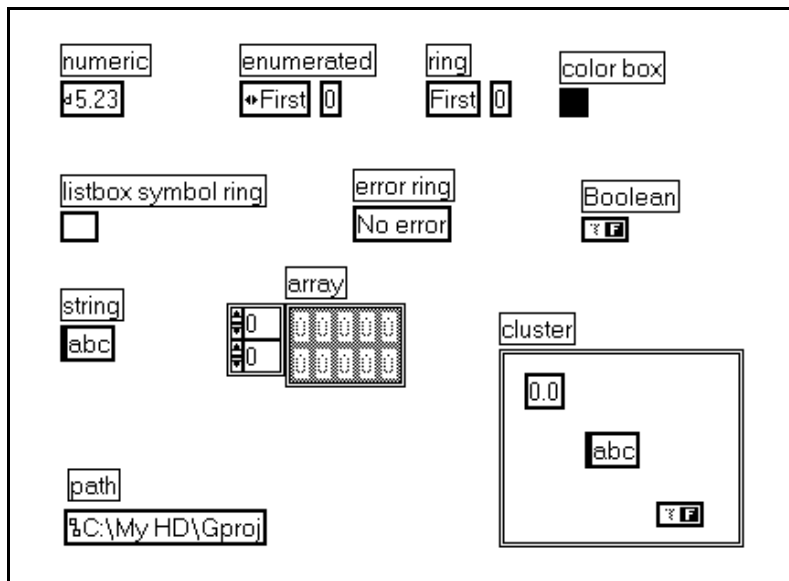 numeric
d5.23
enumerated
First 0
ring
First 0
color box
listbox symbol ring
error ring
No error
Boolean
T F
string
abc
array
0 0 0 0 0 0
0 0 0 0 0 0
cluster
0.0
abc
T F
path
C:\My HD\Gproj